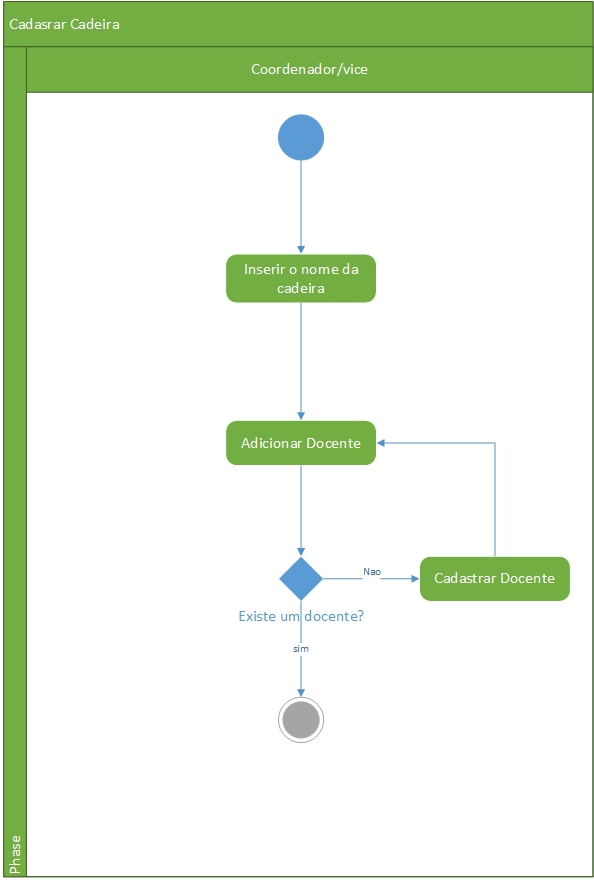 Cadasrar Cadeira
Coordenador/vice
Inserir o nome da
cadeira
Adicionar Docente
Nao
Cadastrar Docente
Existe um docente?
sim
Phase